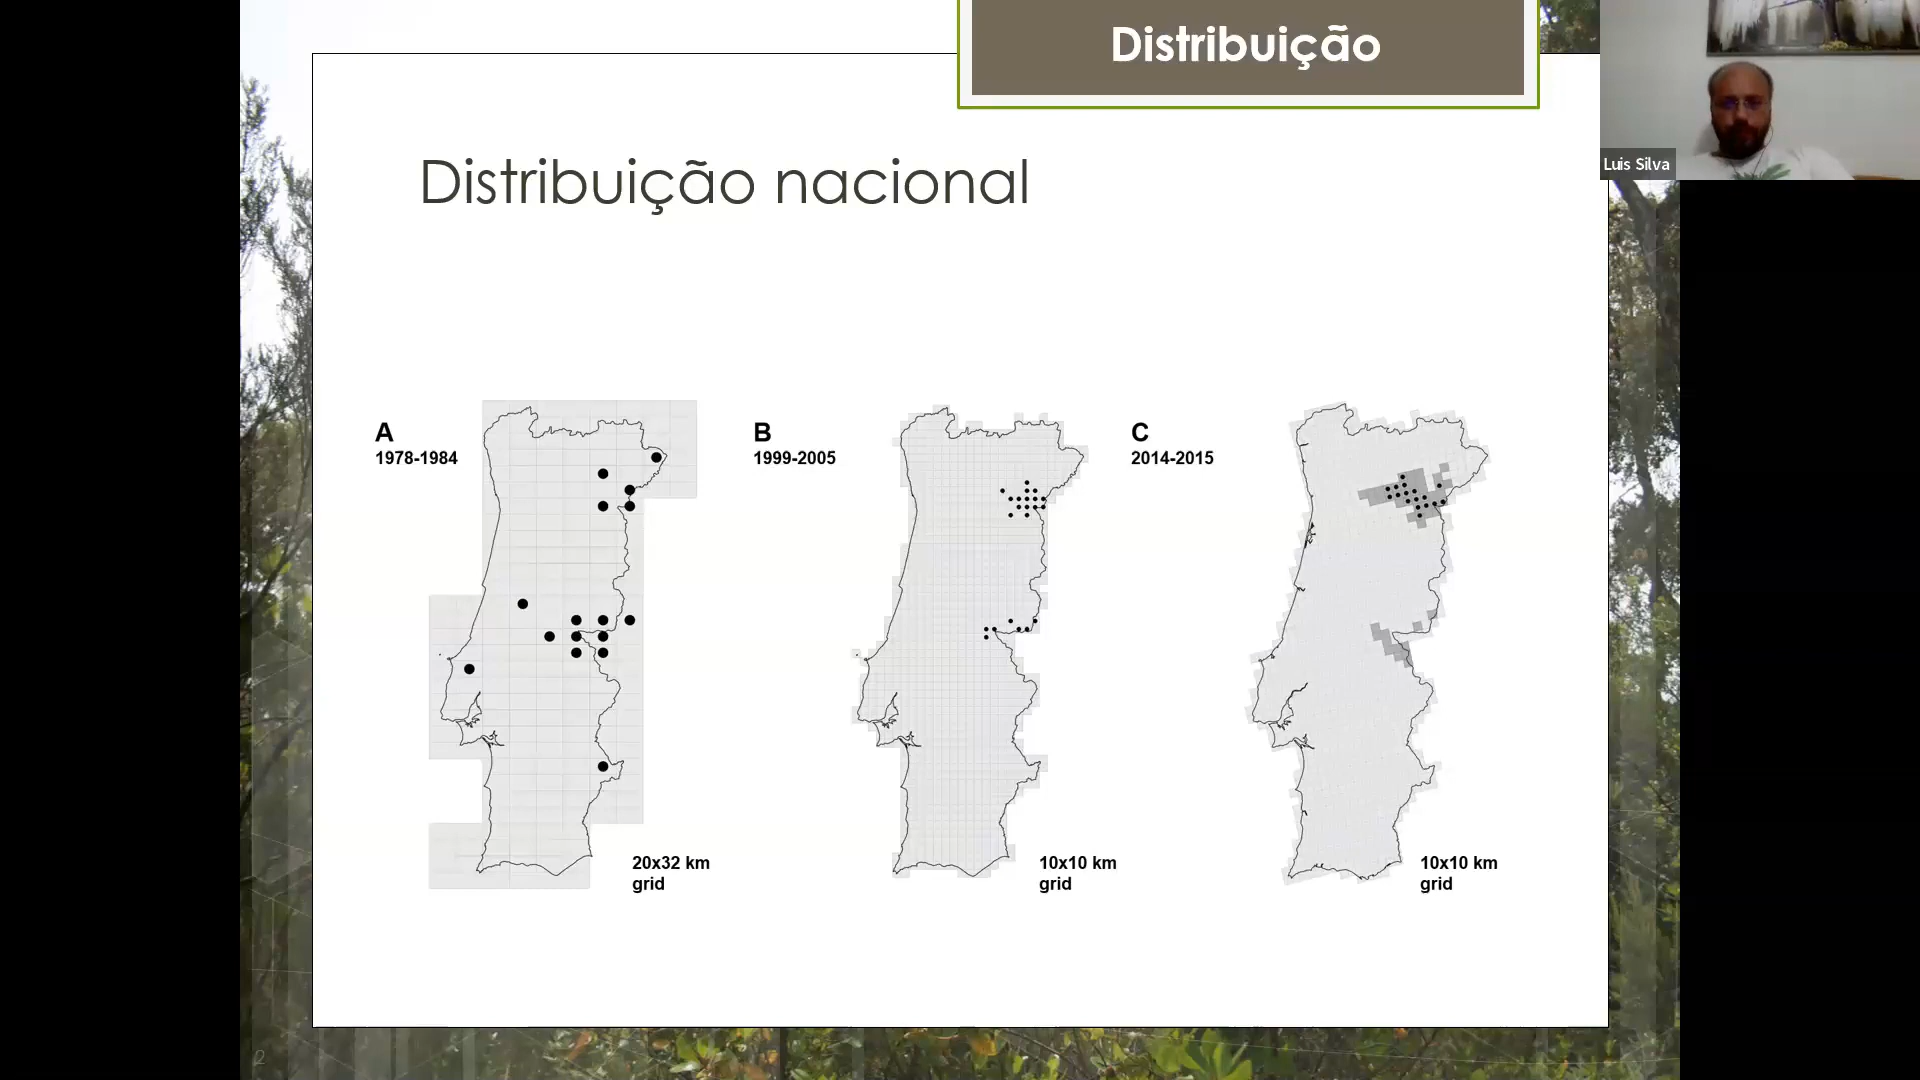 Distribuição
Luis Silva
Distribuição nacional
A
1978-1984
B
1999-2005
C
2014-2015
20x32 km
grid
10x10 km
grid
10x10 km
grid
2